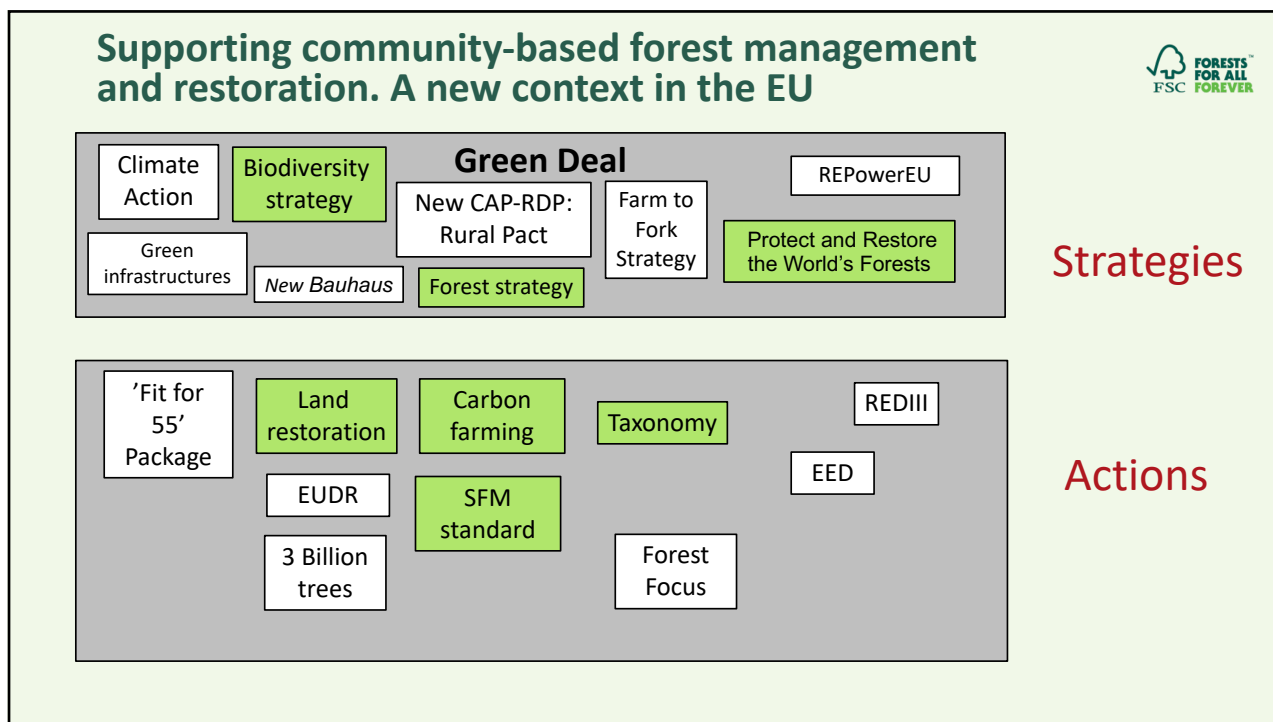 Supporting community-based forest management
and restoration. A new context in the EU
FSC
FORESTS™
FOR ALL
FOREVER
Green Deal
Climate
Action
Biodiversity
strategy
New CAP-RDP:
Rural Pact
Farm to
Fork
Strategy
REPowerEU
Green
infrastructures
New Bauhaus
Forest strategy
Protect and Restore
the World’s Forests
Strategies
’Fit for
55’
Package
Land
restoration
Carbon
farming
Taxonomy
REDIII
EUDR
SFM
standard
EED
3 Billion
trees
Forest
Focus
Actions